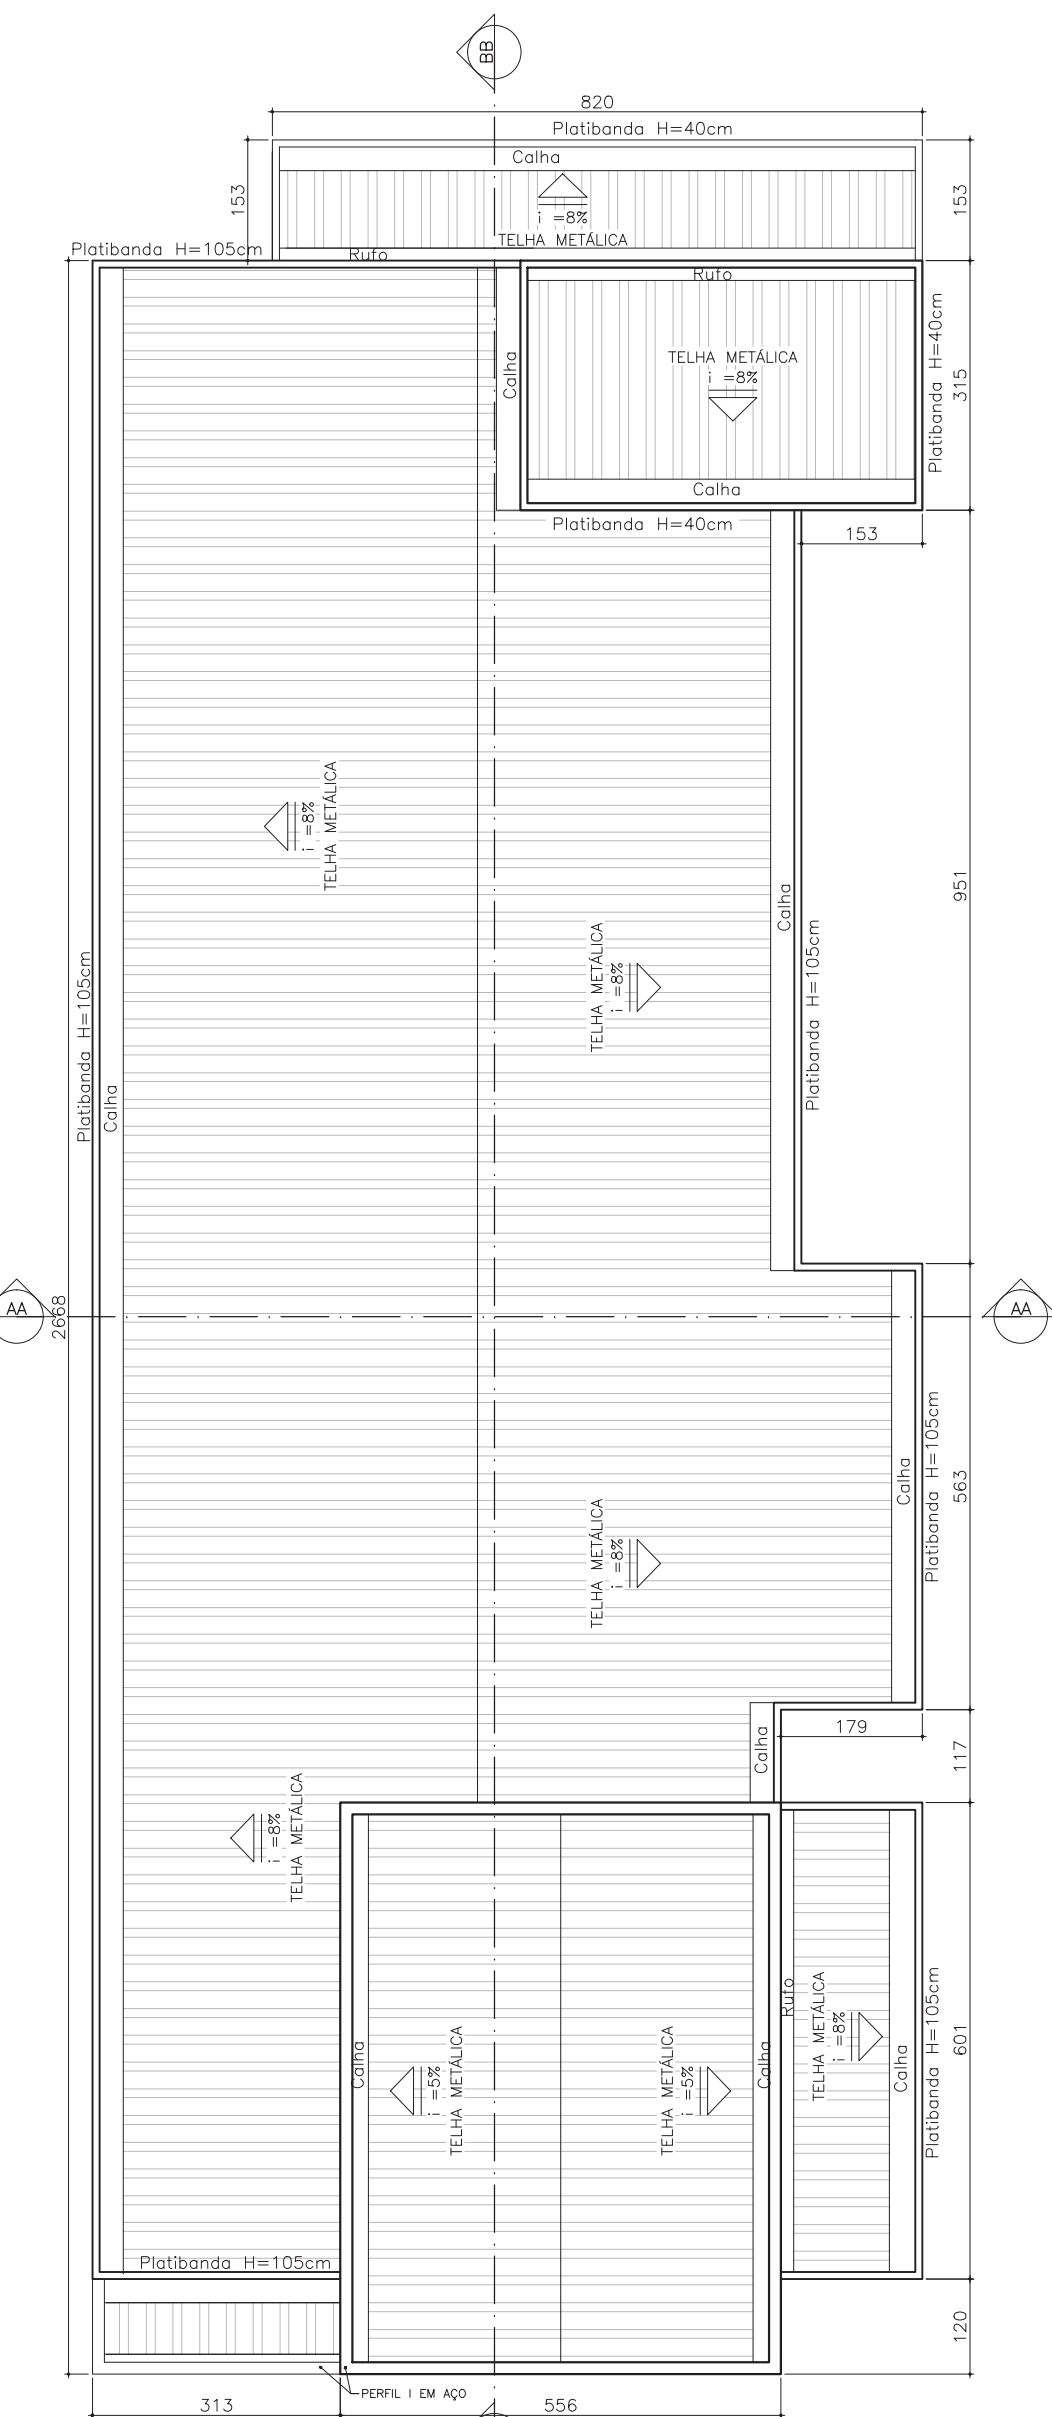 BB
820
Platibanda H=40cm
Calha
153
153
i =8%
TELHA METÁLICA
Platibanda H=105cm
Rufo
Rufo
Platibanda H=40cm
315
TELHA METÁLICA
i =8%
Calha
Calha
Platibanda H=40cm
153
TELHA METÁLICA
i =8%
951
Calha
Platibanda H=105cm
TELHA METÁLICA
i =8%
Platibanda H=105cm
Calha
AA
2668
AA
Platibanda H=105cm
563
Calha
TELHA METÁLICA
i =8%
179
117
Calha
TELHA METÁLICA
i =8%
Rufo
TELHA METÁLICA
i =8%
Calha
Platibanda H=105cm
601
Calha
i =5%
TELHA METÁLICA
TELHA METÁLICA
i =5%
Calha
Platibanda H=105cm
120
PERFIL I EM AÇO
313
556